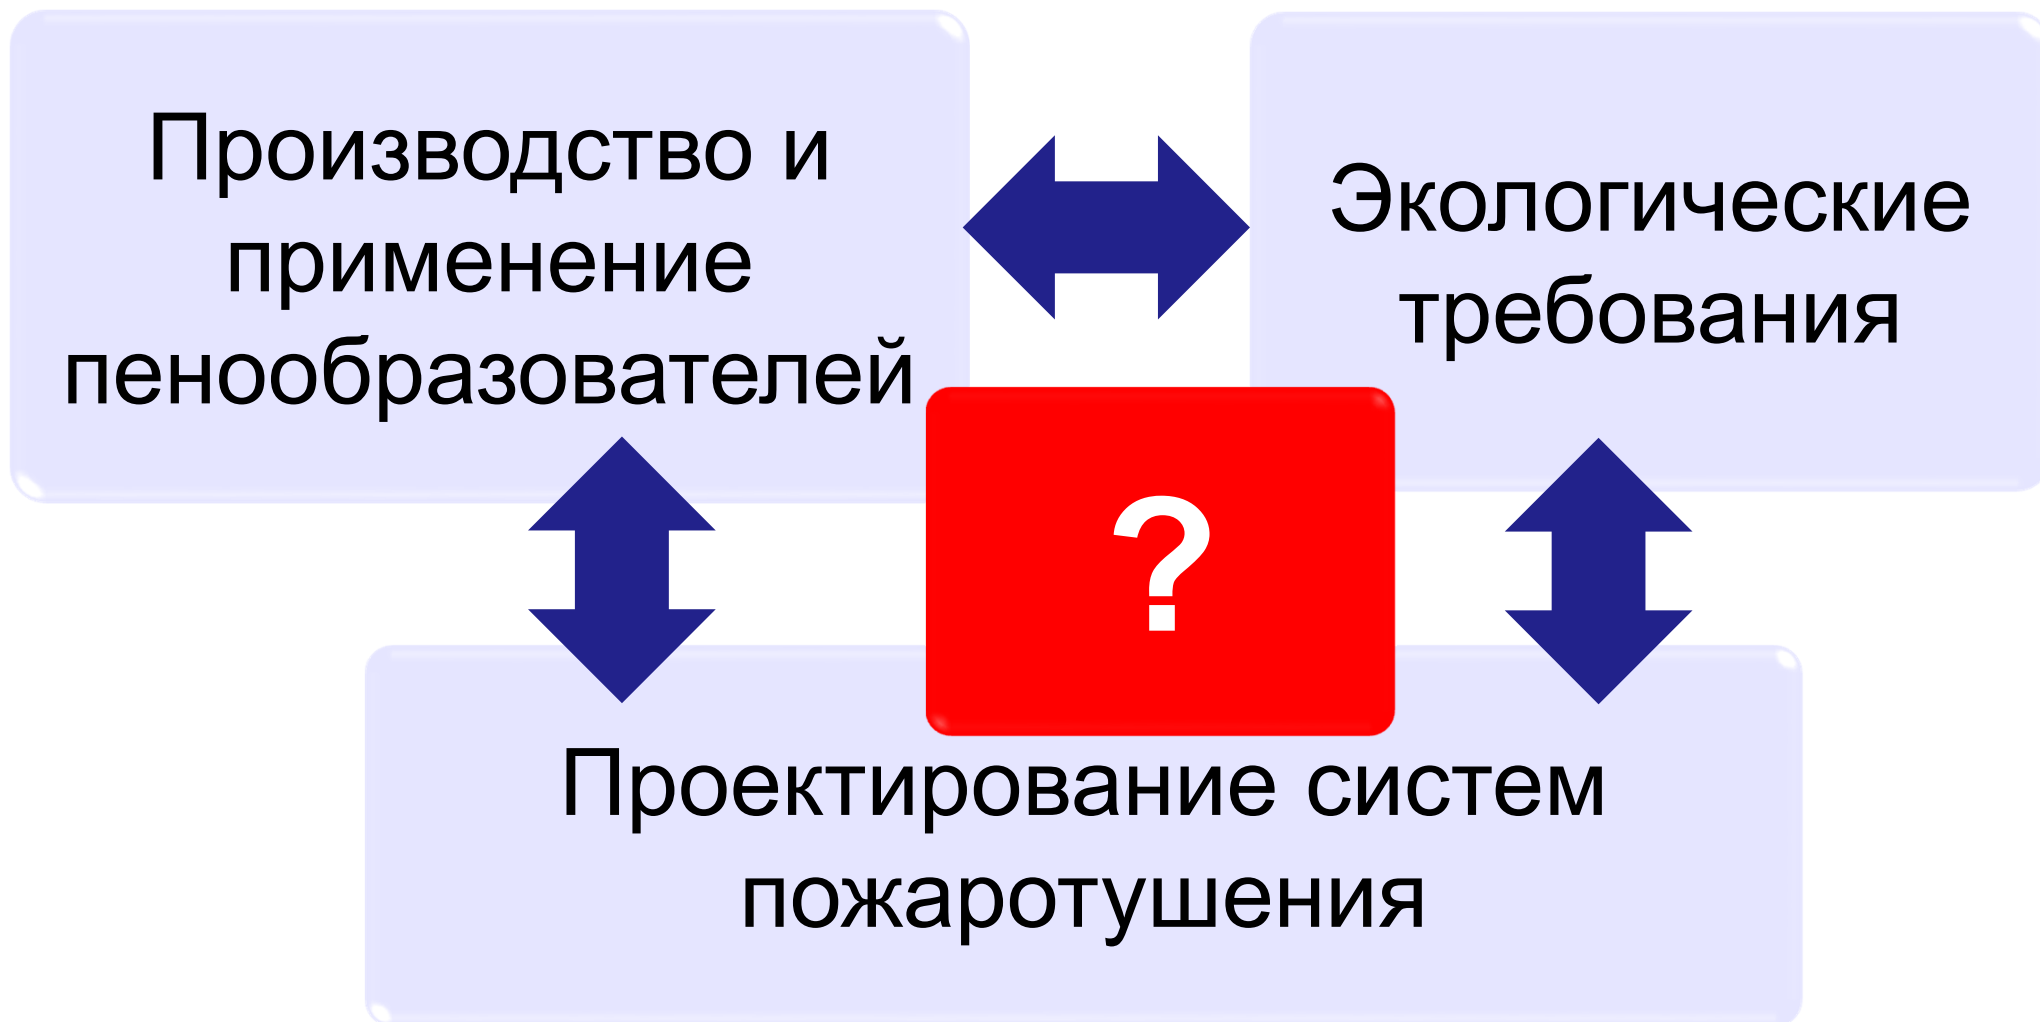 Производство и
применение
пенообразователей
Экологические
требования
?
Проектирование систем
пожаротушения